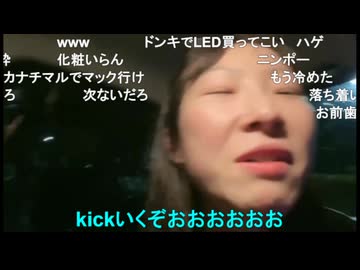 www ドンキでLED買ってこい ハゲ
幹 化粧いらん ニンポー
カナチマルでマック行け もう冷めた
ろ 次ないだろ 落ち着い
お前歯
kickいくぞおおおおおお